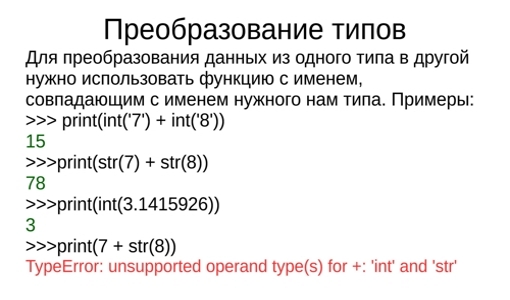 Преобразование типов
Для преобразования данных из одного типа в другой
нужно использовать функцию с именем,
совпадающим с именем нужного нам типа. Примеры:
>>> print(int('7') + int('8'))
15
>>>print(str(7) + str(8))
78
>>>print(int(3.1415926))
3
>>>print(7 + str(8))
TypeError: unsupported operand type(s) for +: 'int' and 'str'